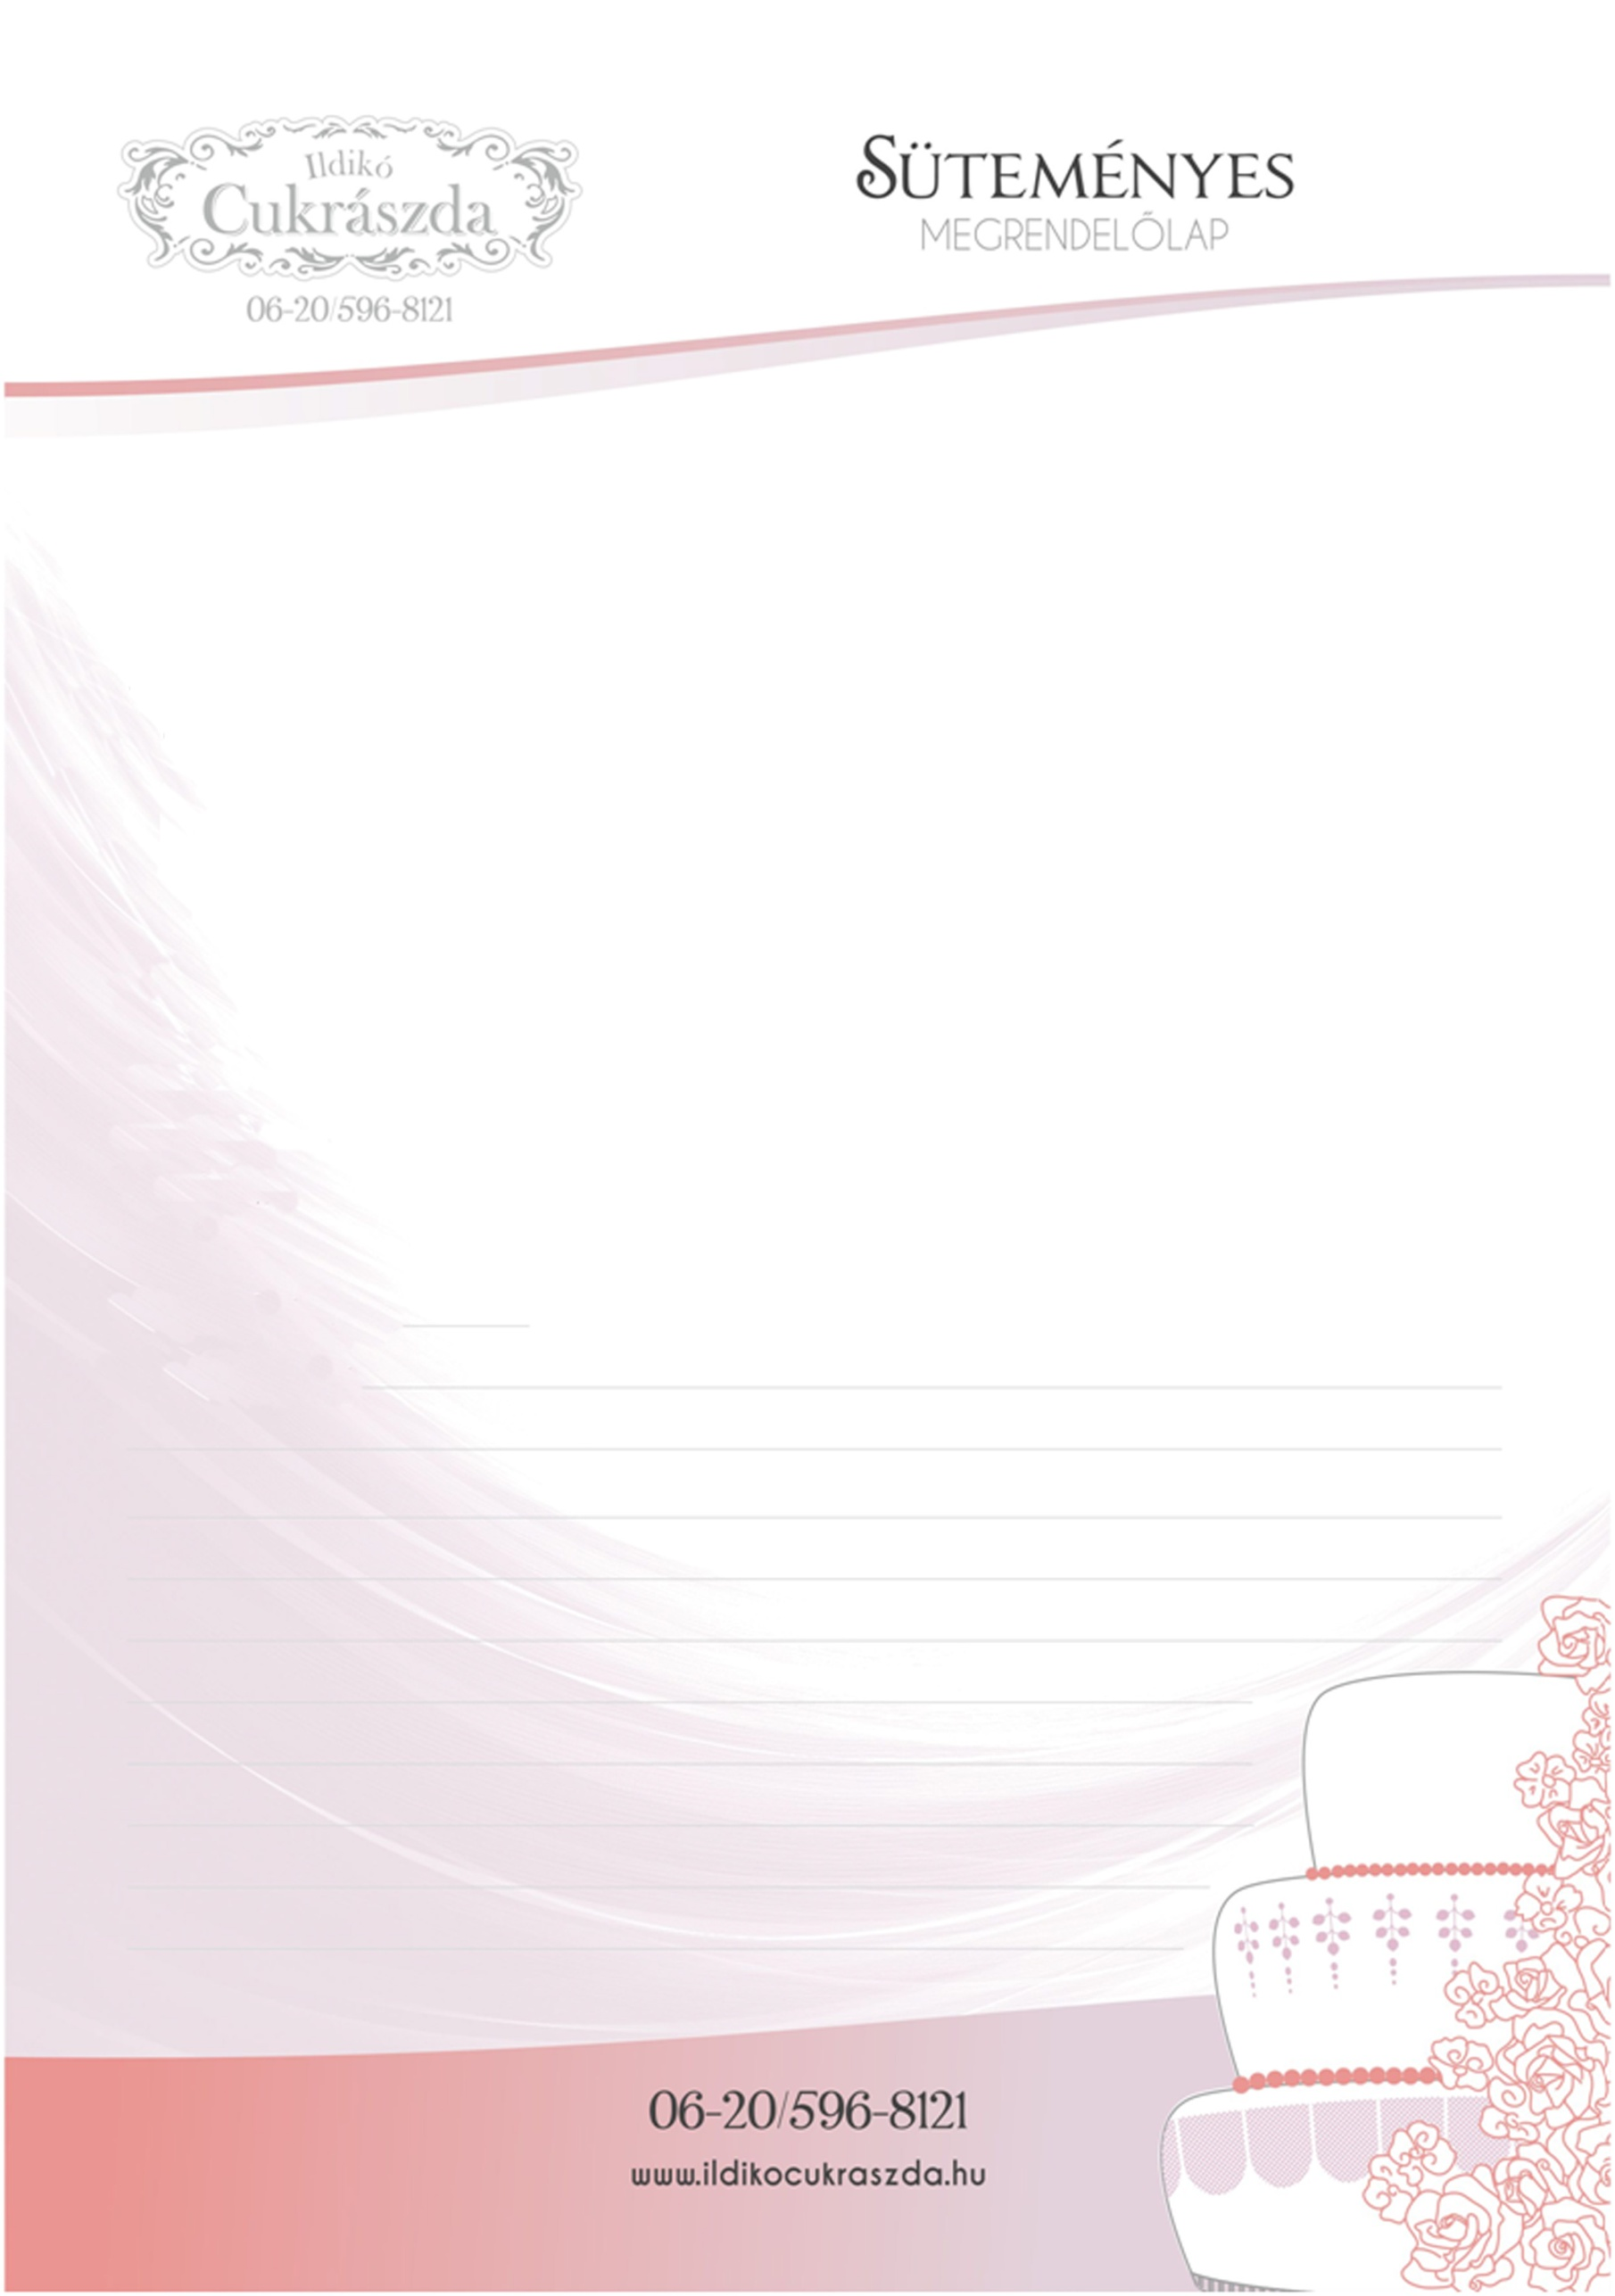 Ildikó
Cukrászda
06-20/596-8121
SÜTEMÉNYES
MEGRENDELŐLAP
06-20/596-8121
www.ildikocukraszda.hu